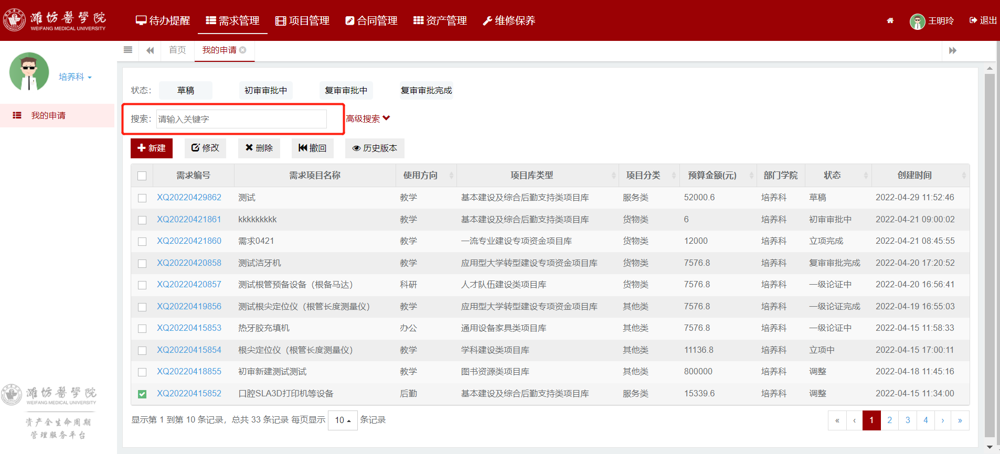 濰坊醫學院
WEIFANG MEDICAL UNIVERSITY
待办提醒 需求管理 项目管理 合同管理 资产管理 维修保养 王明玲 退出
首页 我的申请
培养科
我的申请
状态： 草稿 初审审批中 复审审批中 复审审批完成
搜索： 请输入关键字 高级搜索
新建 修改 删除 撤回 历史版本
需求编号 需求项目名称 使用方向 项目库类型 项目分类 预算金额(元) 部门学院 状态 创建时间
XQ20220429862 测试 教学 基本建设及综合后勤支持类项目库 服务类 52000.6 培养科 草稿 2022-04-29 11:52:46
XQ20220421861 kkkkkkkkk 教学 基本建设及综合后勤支持类项目库 货物类 6 培养科 初审审批中 2022-04-21 09:00:02
XQ20220421860 需求0421 教学 一流专业建设专项资金项目库 货物类 12000 培养科 立项完成 2022-04-21 08:45:55
XQ20220420858 测试洁牙机 教学 应用型大学转型建设专项资金项目库 货物类 7576.8 培养科 复审审批完成 2022-04-20 17:20:52
XQ20220420857 测试根管预备设备（根备马达） 科研 人才队伍建设类项目库 货物类 7576.8 培养科 一级论证中 2022-04-20 16:56:41
XQ20220419856 测试根尖定位仪（根管长度测量仪） 教学 应用型大学转型建设专项资金项目库 其他类 7576.8 培养科 一级论证完成 2022-04-19 16:55:03
XQ20220415853 热牙胶充填机 办公 通用设备家具类项目库 其他类 7576.8 培养科 一级论证中 2022-04-15 11:58:33
XQ20220415854 根尖定位仪（根管长度测量仪） 教学 学科建设类项目库 其他类 11136.8 培养科 立项中 2022-04-15 17:00:11
XQ20220418855 初审新建测试测试 教学 图书资源类项目库 其他类 800000 培养科 调整 2022-04-18 11:45:16
XQ20220415852 口腔SLA3D打印机等设备 后勤 基本建设及综合后勤支持类项目库 服务类 15339.6 培养科 调整 2022-04-15 11:34:00
显示第 1 到第 10 条记录，总共 33 条记录 每页显示 10 条记录
« ‹ 1 2 3 4 › »
濰坊醫學院
WEIFANG MEDICAL UNIVERSITY
资产全生命周期
管理服务平台